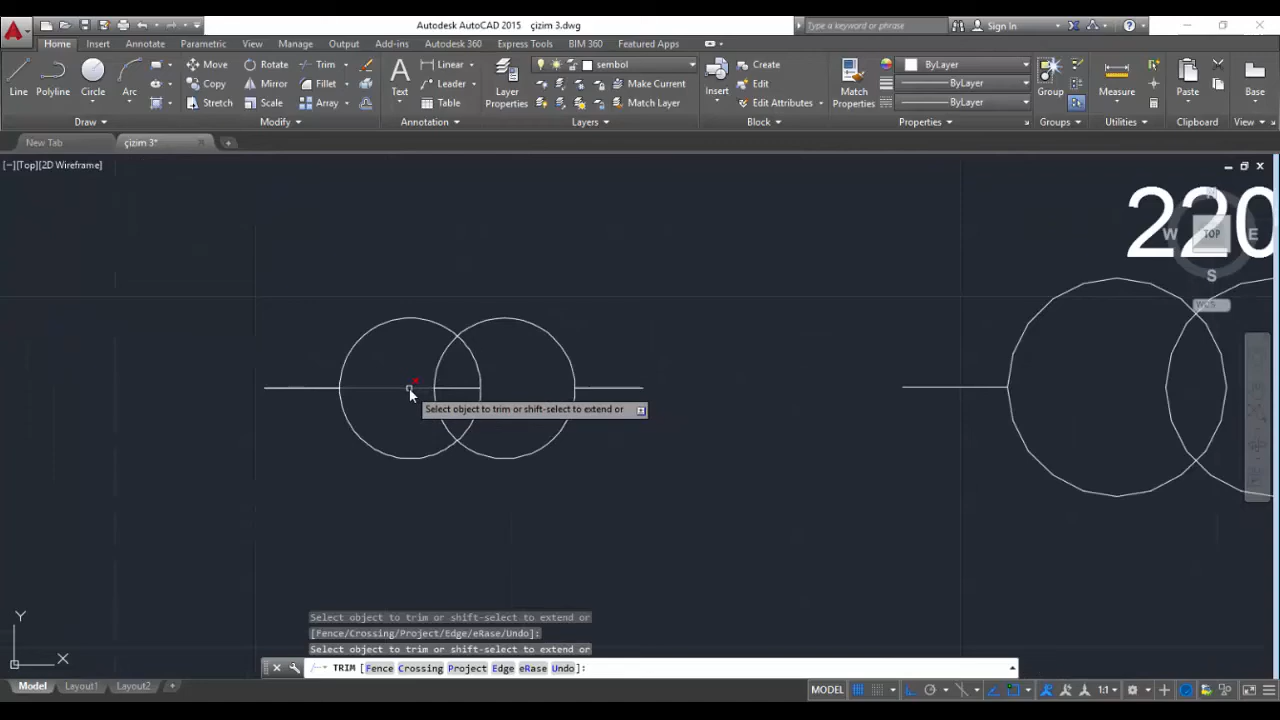 Autodesk AutoCAD 2015 çizim 3.dwg
Type a keyword or phrase
Sign In
Home Insert Annotate Parametric View Manage Output Add-ins Autodesk 360 Express Tools BIM 360 Featured Apps
Line
Polyline
Circle
Arc
Move
Copy
Stretch
Rotate
Mirror
Scale
Trim
Fillet
Array
Text
Linear
Leader
Table
Layer
Properties
sembol
Make Current
Match Layer
Insert
Create
Edit
Edit Attributes
Match
Properties
ByLayer
ByLayer
ByLayer
Group
Measure
Paste
Base
Draw
Modify
Annotation
Layers
Block
Properties
Groups
Utilities
Clipboard
View
New Tab
çizim 3*
[−][Top][2D Wireframe]
220
N
W
TOP
E
S
WCS
Select object to trim or shift-select to extend or
Select object to trim or shift-select to extend or
[Fence/Crossing/Project/Edge/eRase/Undo]:
Select object to trim or shift-select to extend or
TRIM [Fence Crossing Project Edge eRase Undo]:
Y
X
Model Layout1 Layout2 +
MODEL
1:1